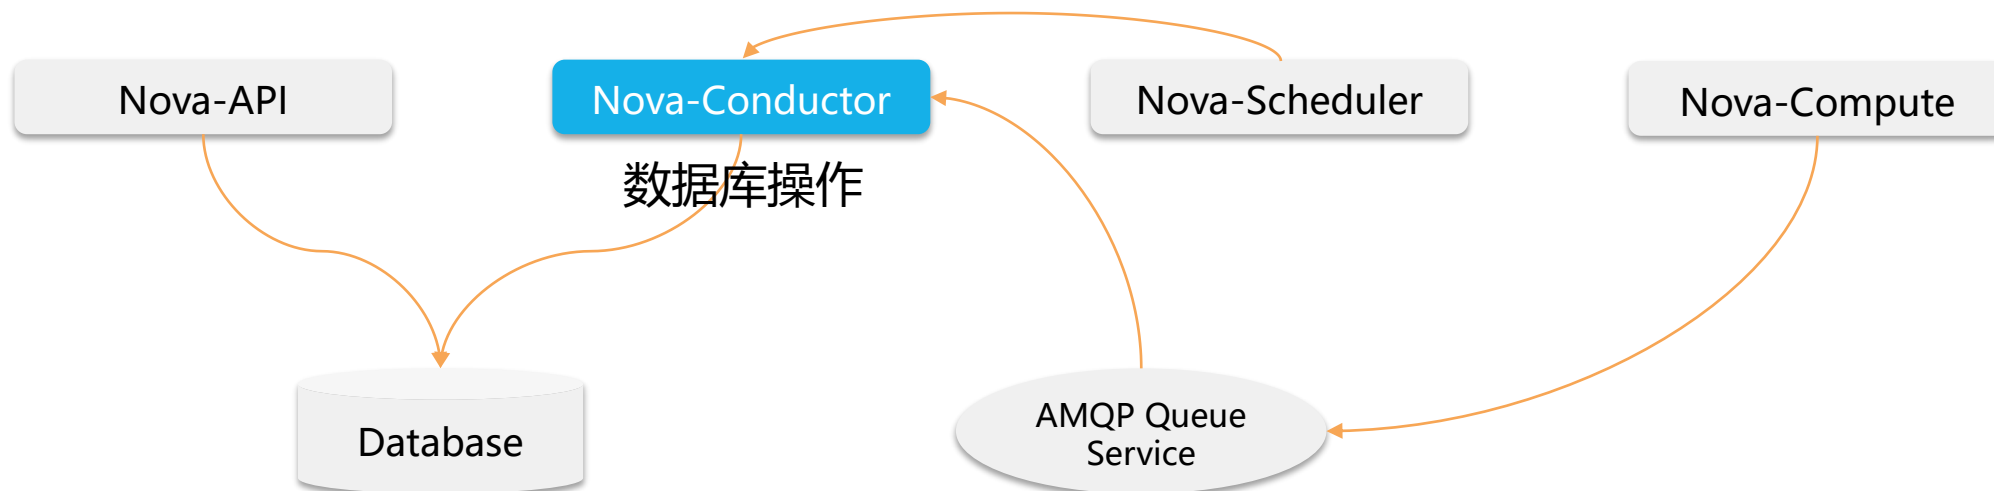 Nova-API
Nova-Conductor
Nova-Scheduler
Nova-Compute
数据库操作
Database
AMQP Queue
Service